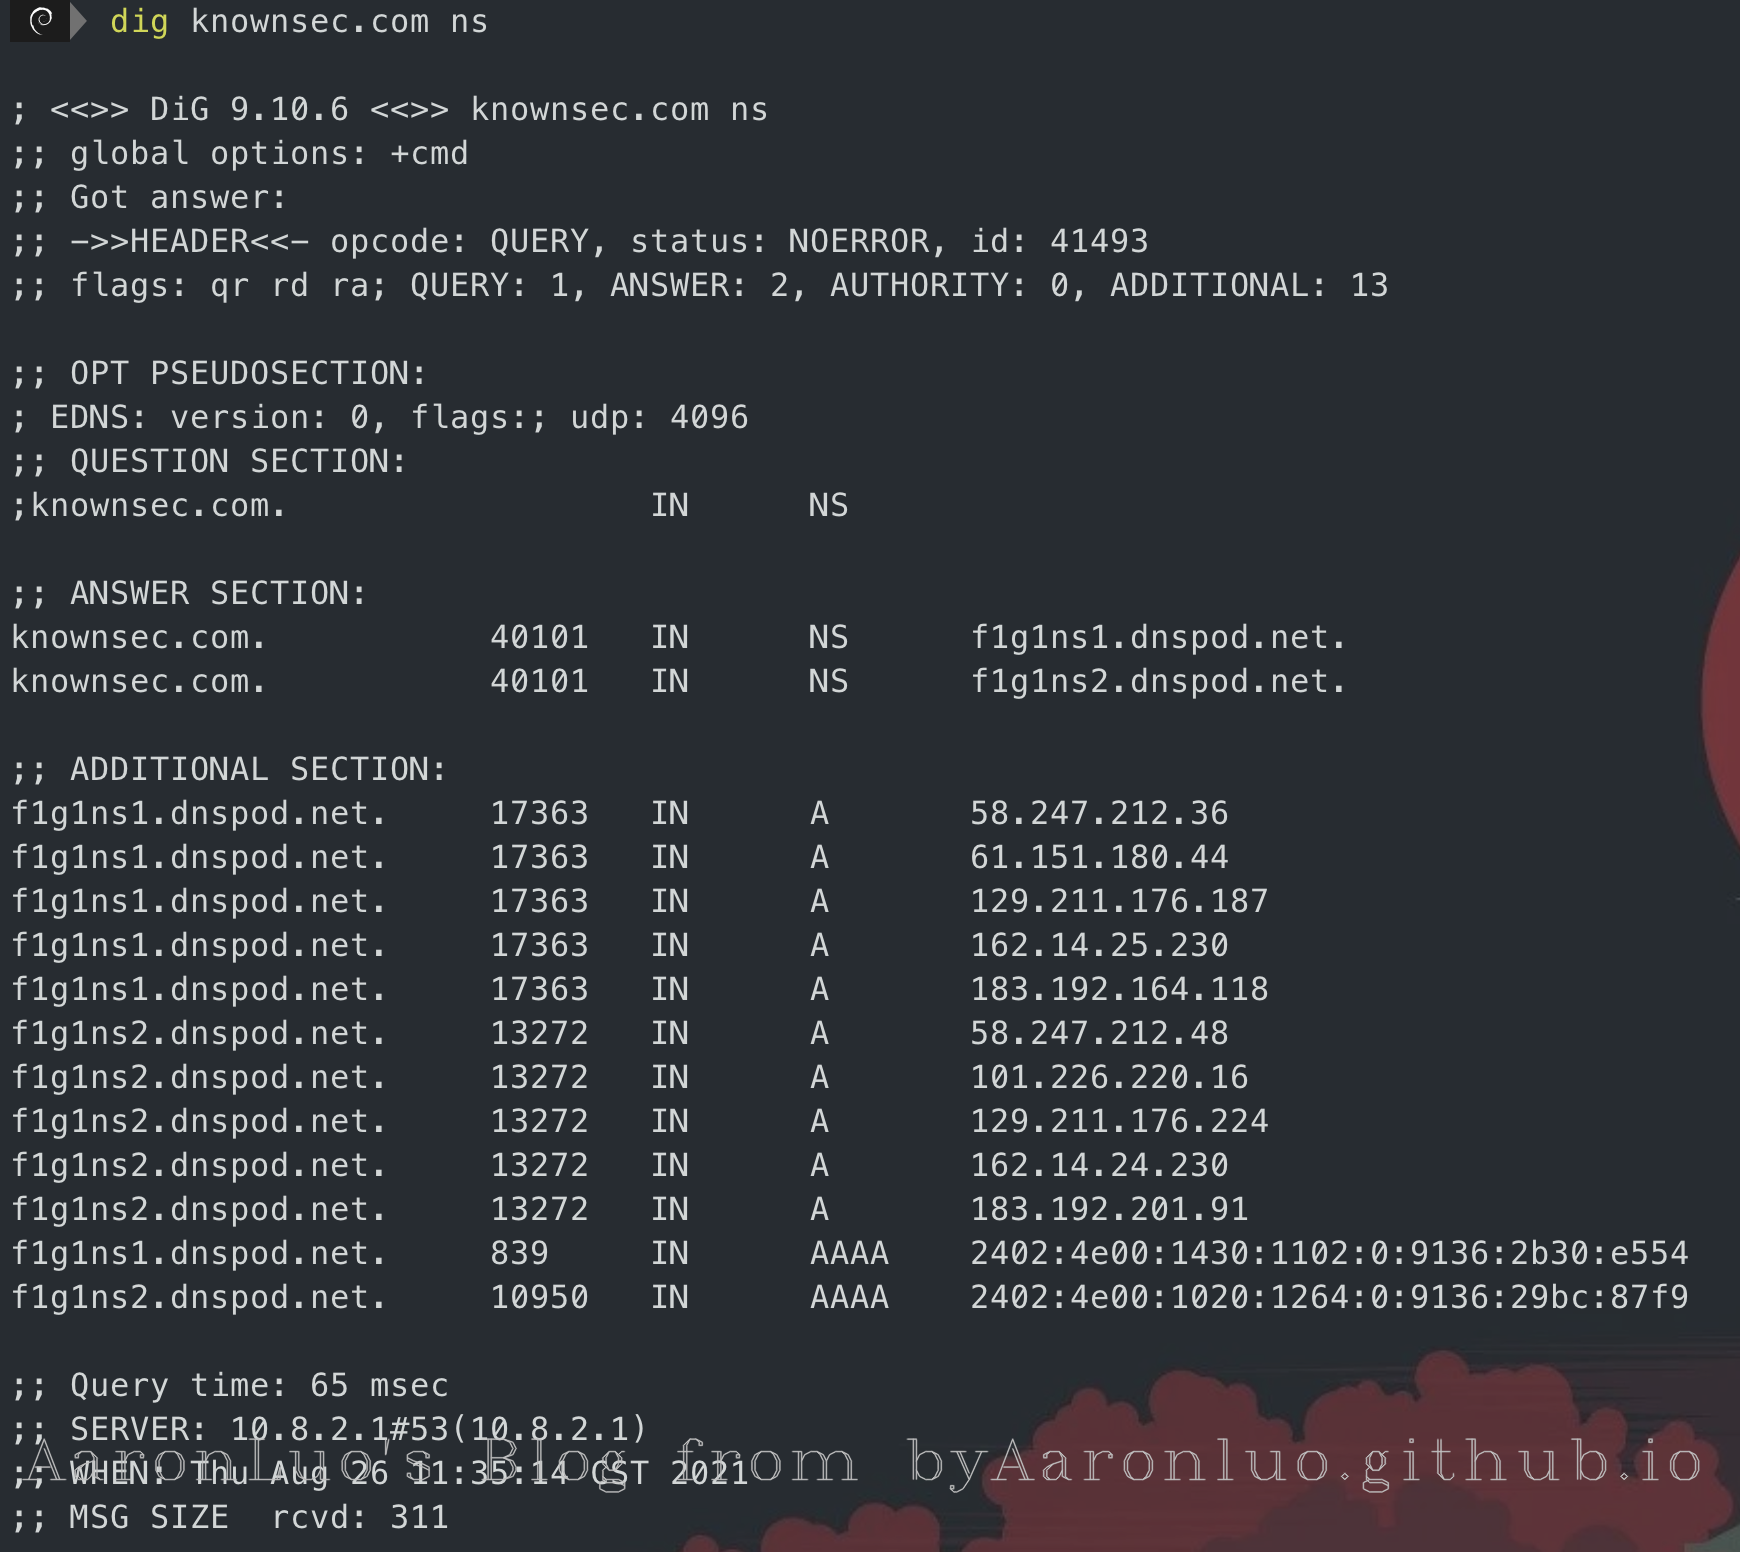 dig knownsec.com ns
; <<>> DiG 9.10.6 <<>> knownsec.com ns
;; global options: +cmd
;; Got answer:
;; ->>HEADER<<- opcode: QUERY, status: NOERROR, id: 41493
;; flags: qr rd ra; QUERY: 1, ANSWER: 2, AUTHORITY: 0, ADDITIONAL: 13
;; OPT PSEUDOSECTION:
; EDNS: version: 0, flags:; udp: 4096
;; QUESTION SECTION:
;knownsec.com. IN NS
;; ANSWER SECTION:
knownsec.com. 40101 IN NS f1g1ns1.dnspod.net.
knownsec.com. 40101 IN NS f1g1ns2.dnspod.net.
;; ADDITIONAL SECTION:
f1g1ns1.dnspod.net. 17363 IN A 58.247.212.36
f1g1ns1.dnspod.net. 17363 IN A 61.151.180.44
f1g1ns1.dnspod.net. 17363 IN A 129.211.176.187
f1g1ns1.dnspod.net. 17363 IN A 162.14.25.230
f1g1ns1.dnspod.net. 17363 IN A 183.192.164.118
f1g1ns2.dnspod.net. 13272 IN A 58.247.212.48
f1g1ns2.dnspod.net. 13272 IN A 101.226.220.16
f1g1ns2.dnspod.net. 13272 IN A 129.211.176.224
f1g1ns2.dnspod.net. 13272 IN A 162.14.24.230
f1g1ns2.dnspod.net. 13272 IN A 183.192.201.91
f1g1ns1.dnspod.net. 839 IN AAAA 2402:4e00:1430:1102:0:9136:2b30:e554
f1g1ns2.dnspod.net. 10950 IN AAAA 2402:4e00:1020:1264:0:9136:29bc:87f9
;; Query time: 65 msec
;; SERVER: 10.8.2.1#53(10.8.2.1)
AaronLuo's Blog from byAaronluo.github.io
;; WHEN: Thu Aug 26 11:35:14 CST 2021
;; MSG SIZE rcvd: 311